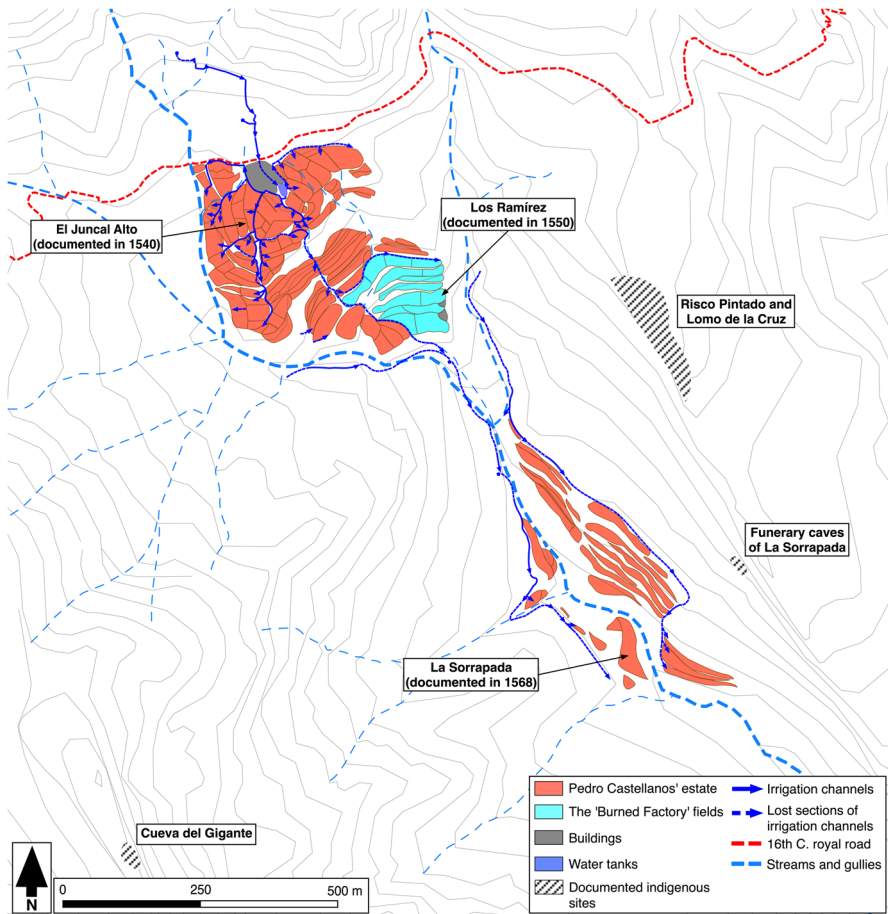 El Juncal Alto
(documented in 1540)
Los Ramírez
(documented in 1550)
Risco Pintado and
Lomo de la Cruz
Funerary caves
of La Sorrapada
La Sorrapada
(documented in 1568)
Cueva del Gigante
N
0 250 500 m
Pedro Castellanos' estate
The 'Burned Factory' fields
Buildings
Water tanks
Documented indigenous
sites
Irrigation channels
Lost sections of
irrigation channels
16th C. royal road
Streams and gullies